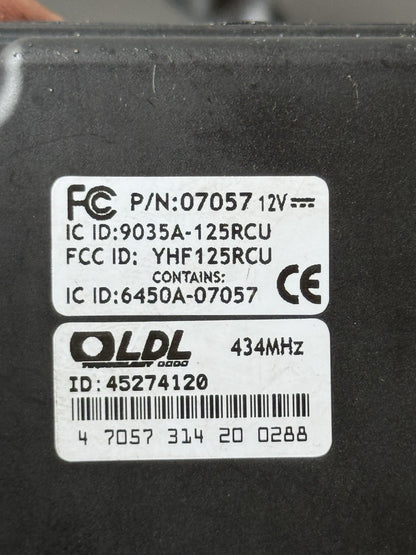 FC P/N:07057 12V
IC ID:9035A-125RCU
FCC ID: YHF125RCU
CONTAINS:
IC ID:6450A-07057
CE
LDL 434MHz
TECHNOLOGY
ID:45274120
4 7057 314 20 0288